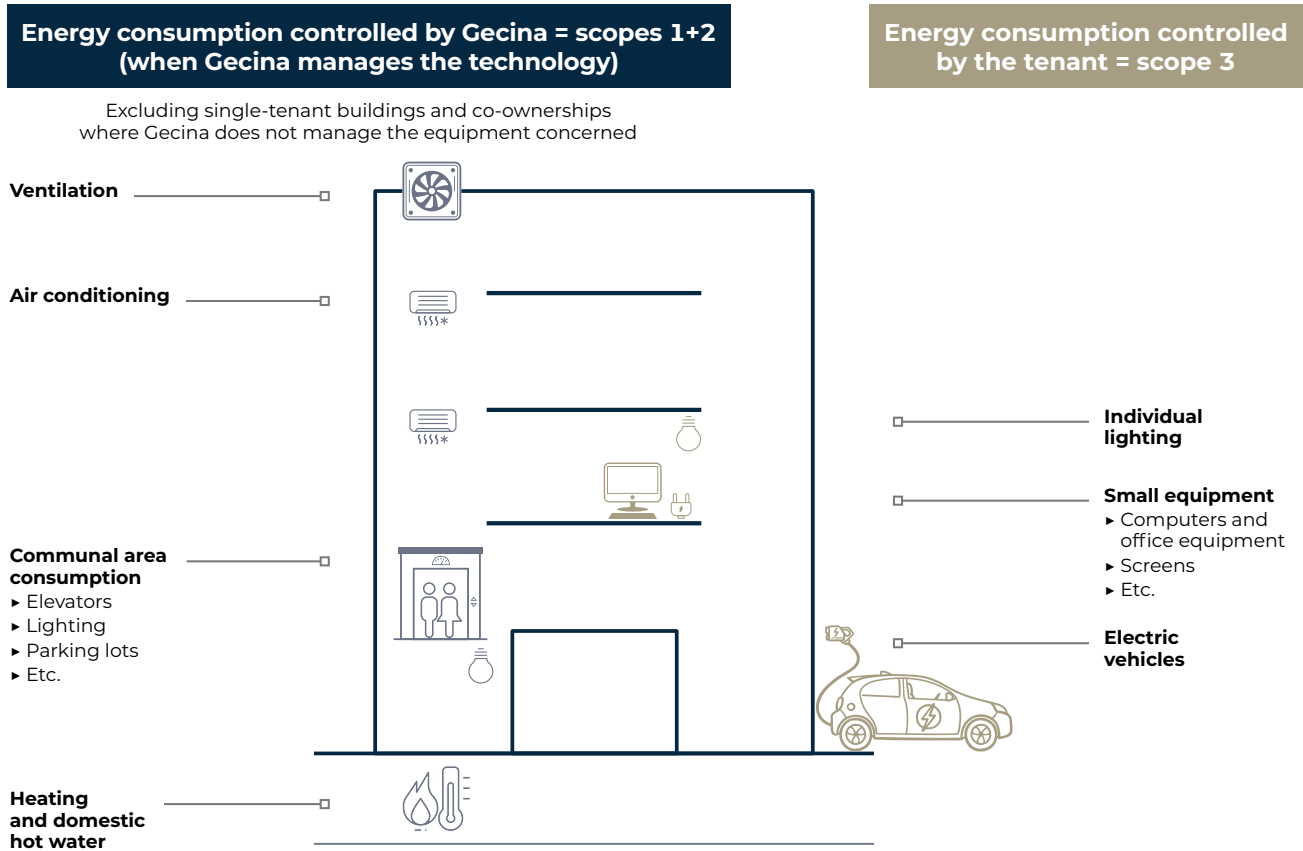 Energy consumption controlled by Gecina = scopes 1+2
(when Gecina manages the technology)
Excluding single-tenant buildings and co-ownerships
where Gecina does not manage the equipment concerned
Ventilation
Air conditioning
Communal area
consumption
▸ Elevators
▸ Lighting
▸ Parking lots
▸ Etc.
Heating
and domestic
hot water
Energy consumption controlled
by the tenant = scope 3
Individual
lighting
Small equipment
▸ Computers and
office equipment
▸ Screens
▸ Etc.
Electric
vehicles